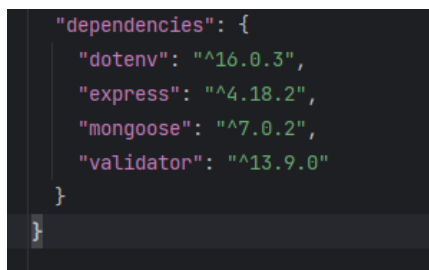 "dependencies": {
"dotenv": "^16.0.3",
"express": "^4.18.2",
"mongoose": "^7.0.2",
"validator": "^13.9.0"
}
}